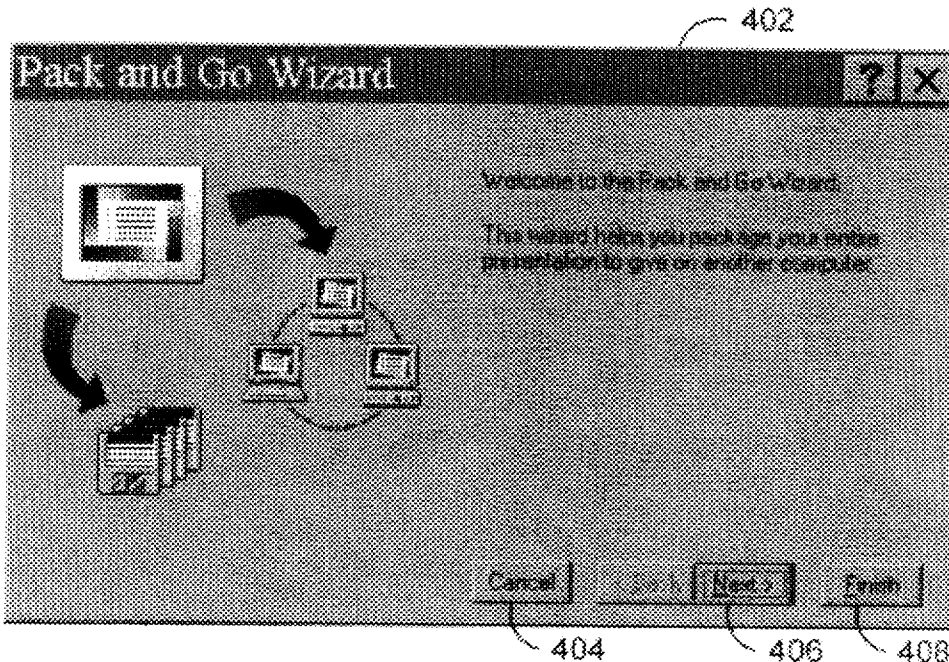 402
Pack and Go Wizard
? X
Welcome to the Pack and Go Wizard.
This wizard helps you package your entire
presentation to give on another computer.
Cancel < Back Next > Finish
404 406 408